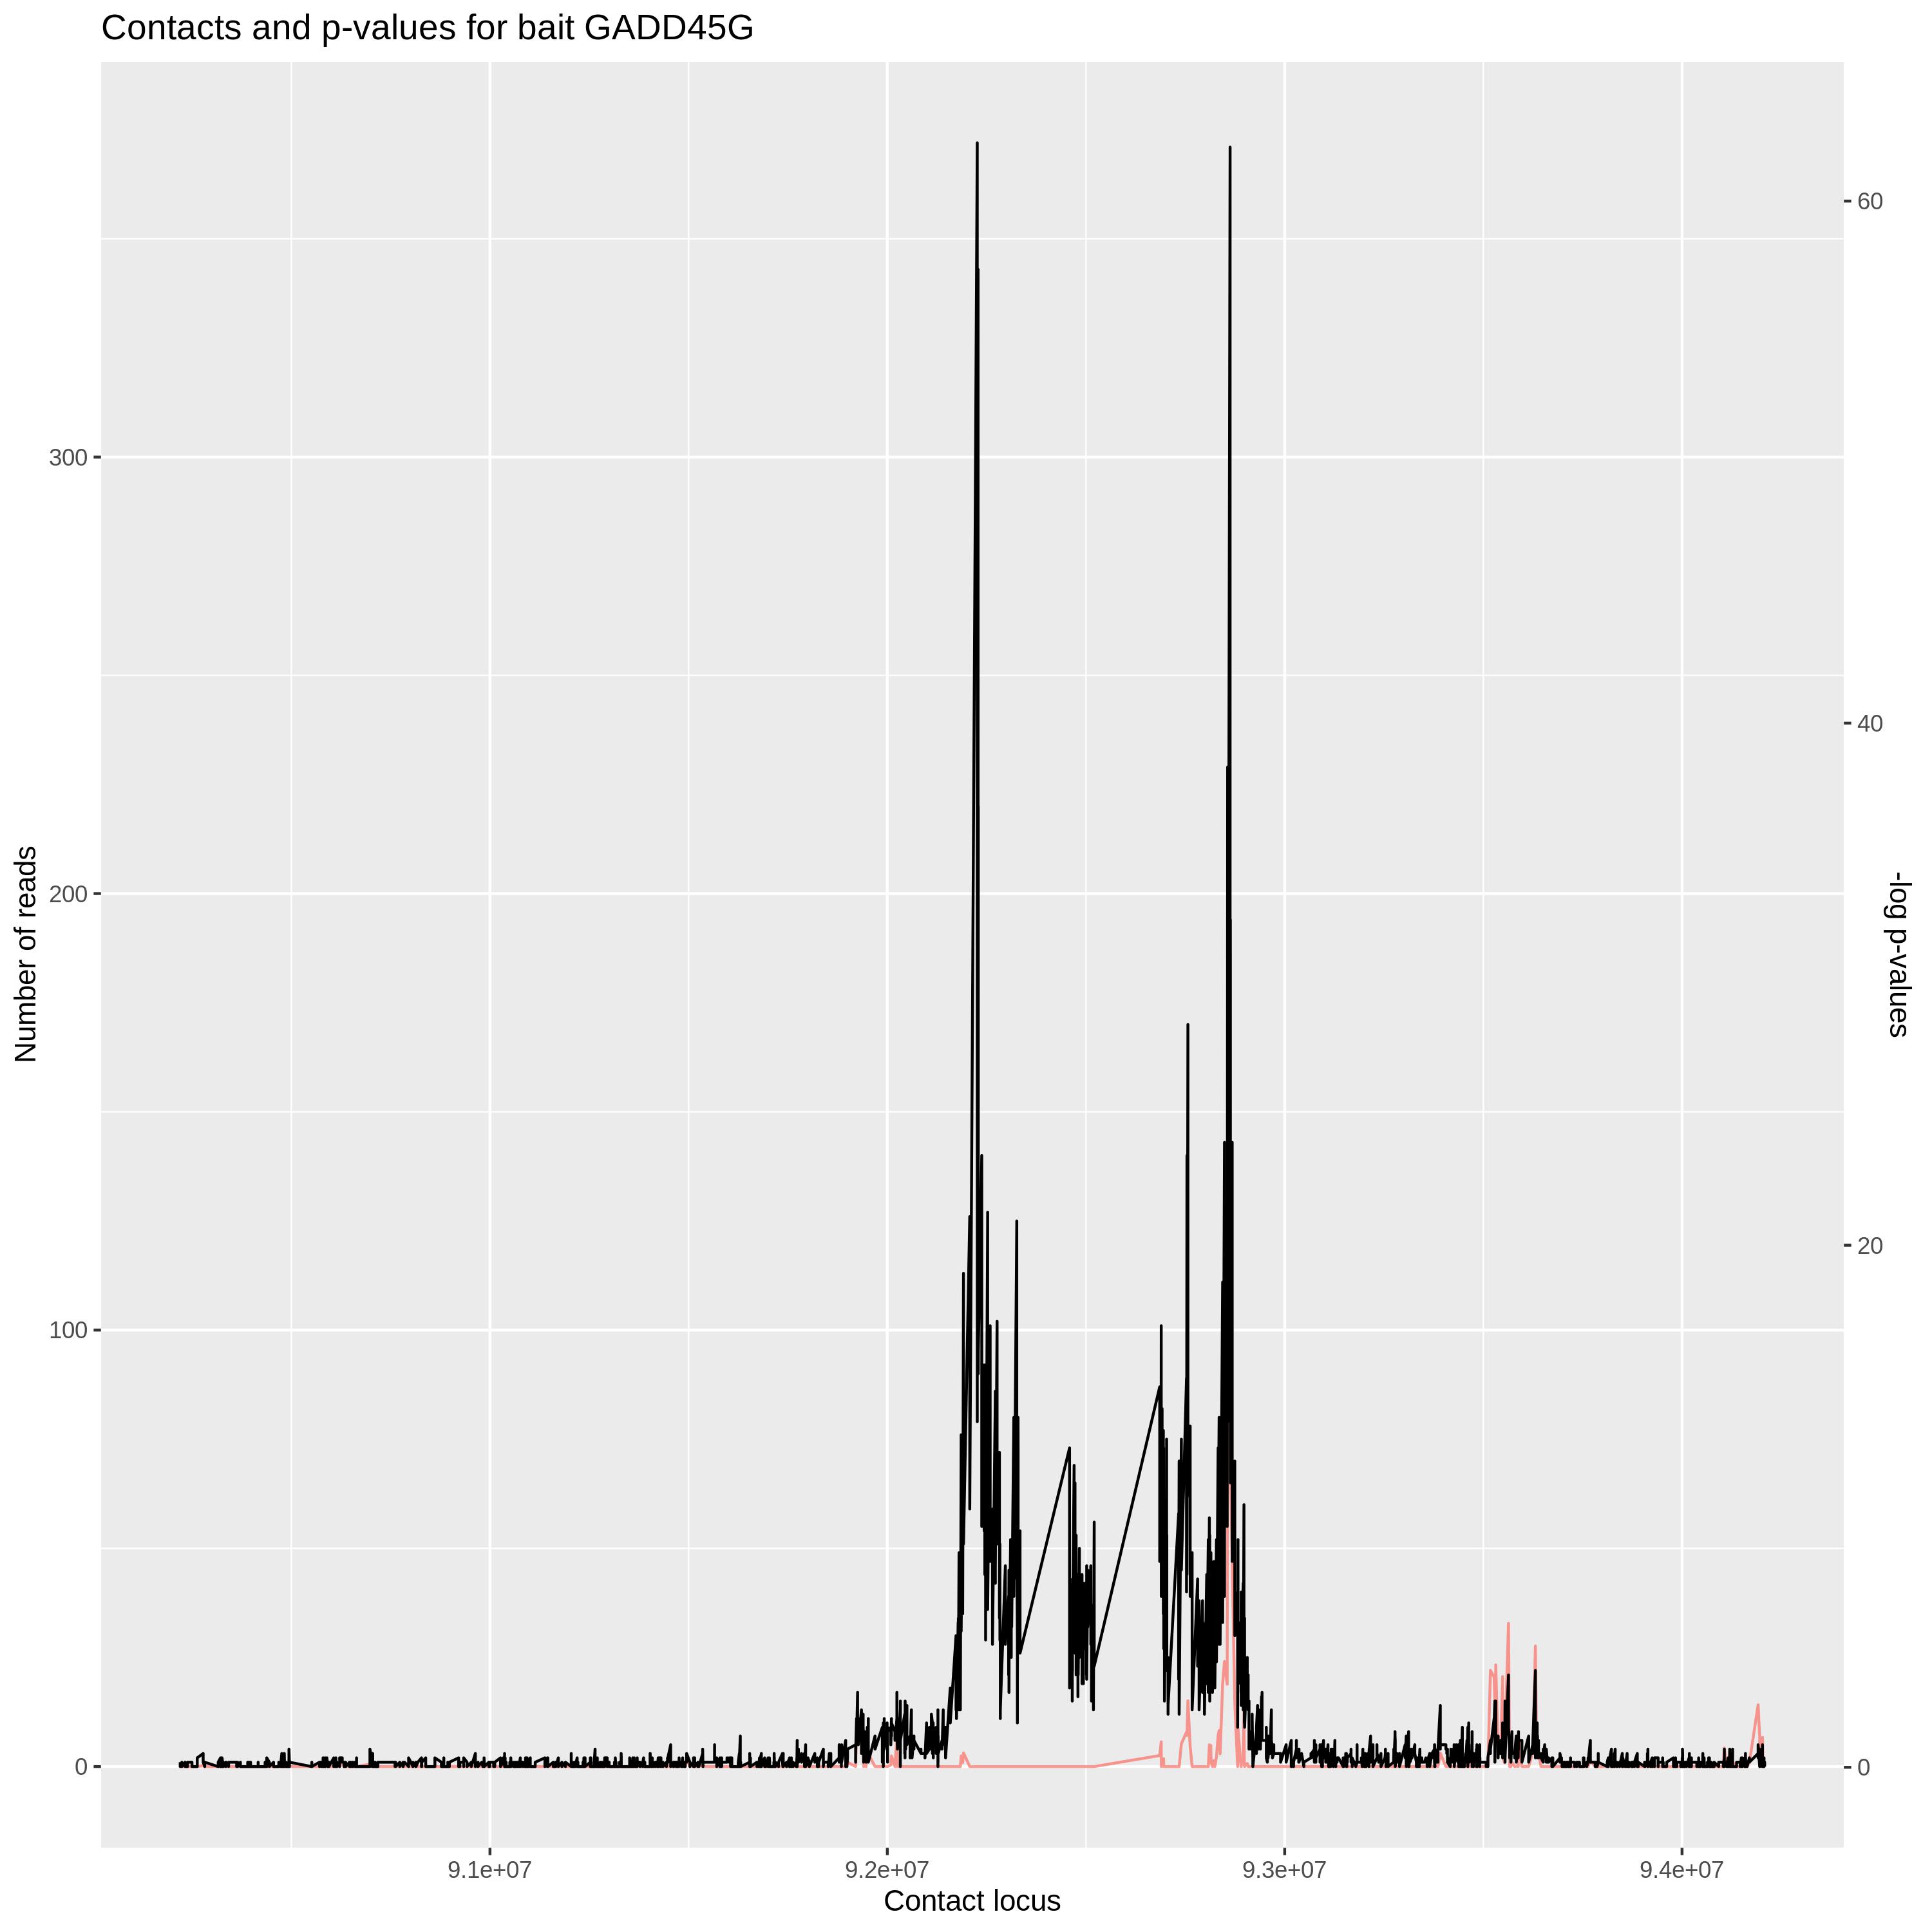 Contacts and p-values for bait GADD45G
300
200
100
0
60
40
20
0
Number of reads
-log p-values
9.1e+07
9.2e+07
9.3e+07
9.4e+07
Contact locus